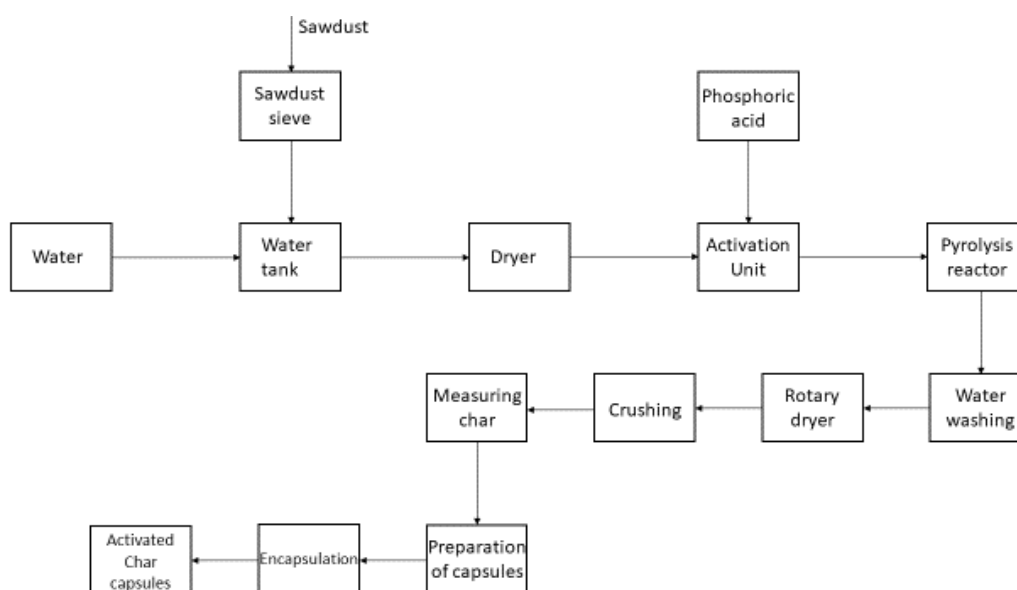 Sawdust
Sawdust
sieve
Phosphoric
acid
Water
Water
tank
Dryer
Activation
Unit
Pyrolysis
reactor
Measuring
char
Crushing
Rotary
dryer
Water
washing
Activated
Char
capsules
Encapsulation
Preparation
of capsules